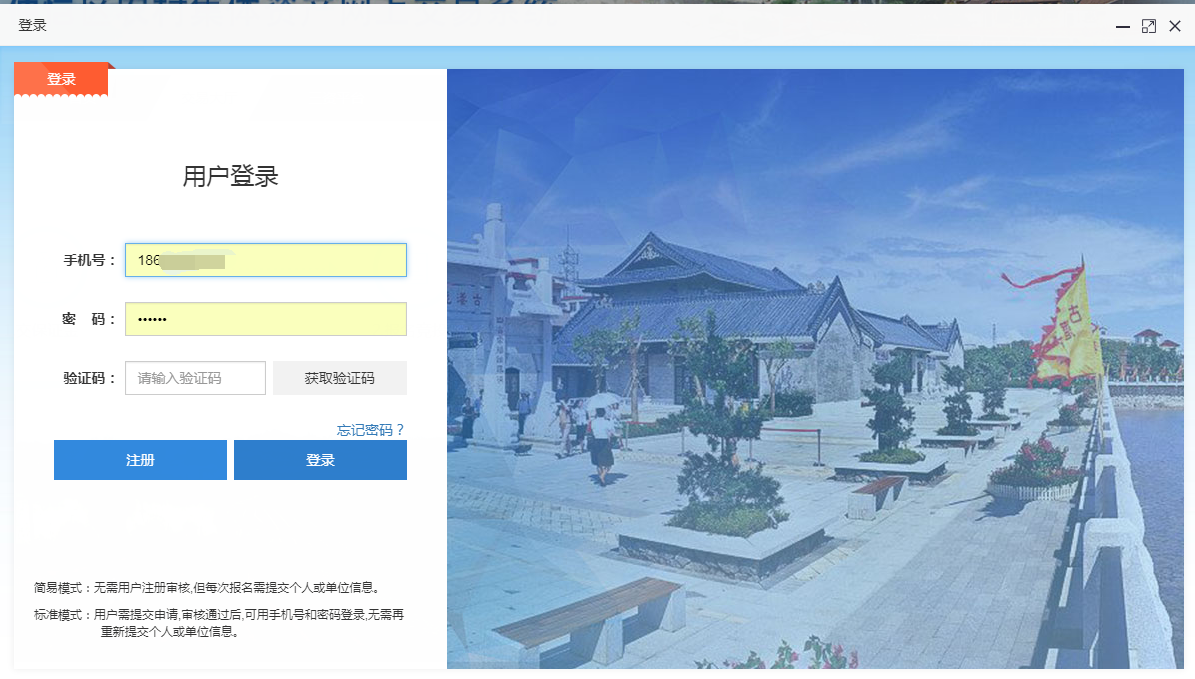 登录
登录
用户登录
手机号：
186
密 码：
••••••
验证码：
请输入验证码
获取验证码
忘记密码？
注册
登录
简易模式：无需用户注册审核,但每次报名需提交个人或单位信息。
标准模式：用户需提交申请,审核通过后,可用手机号和密码登录,无需再
重新提交个人或单位信息。